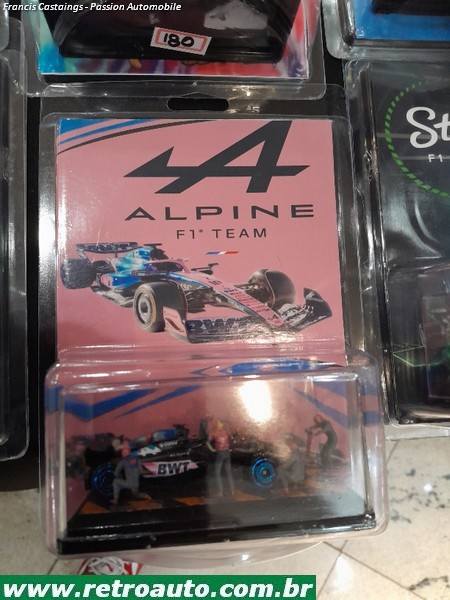 Francis Castaings - Passion Automobile
180
St
F1
ALPINE
F1® TEAM
BWT
BWT
www.retroauto.com.br